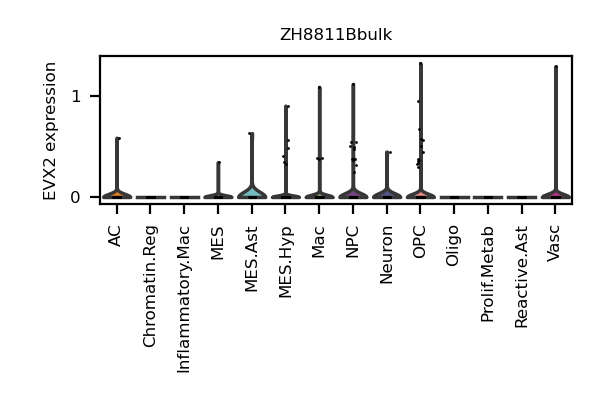 ZH8811Bbulk
EVX2 expression
1
0
AC
Chromatin.Reg
Inflammatory.Mac
MES
MES.Ast
MES.Hyp
Mac
NPC
Neuron
OPC
Oligo
Prolif.Metab
Reactive.Ast
Vasc